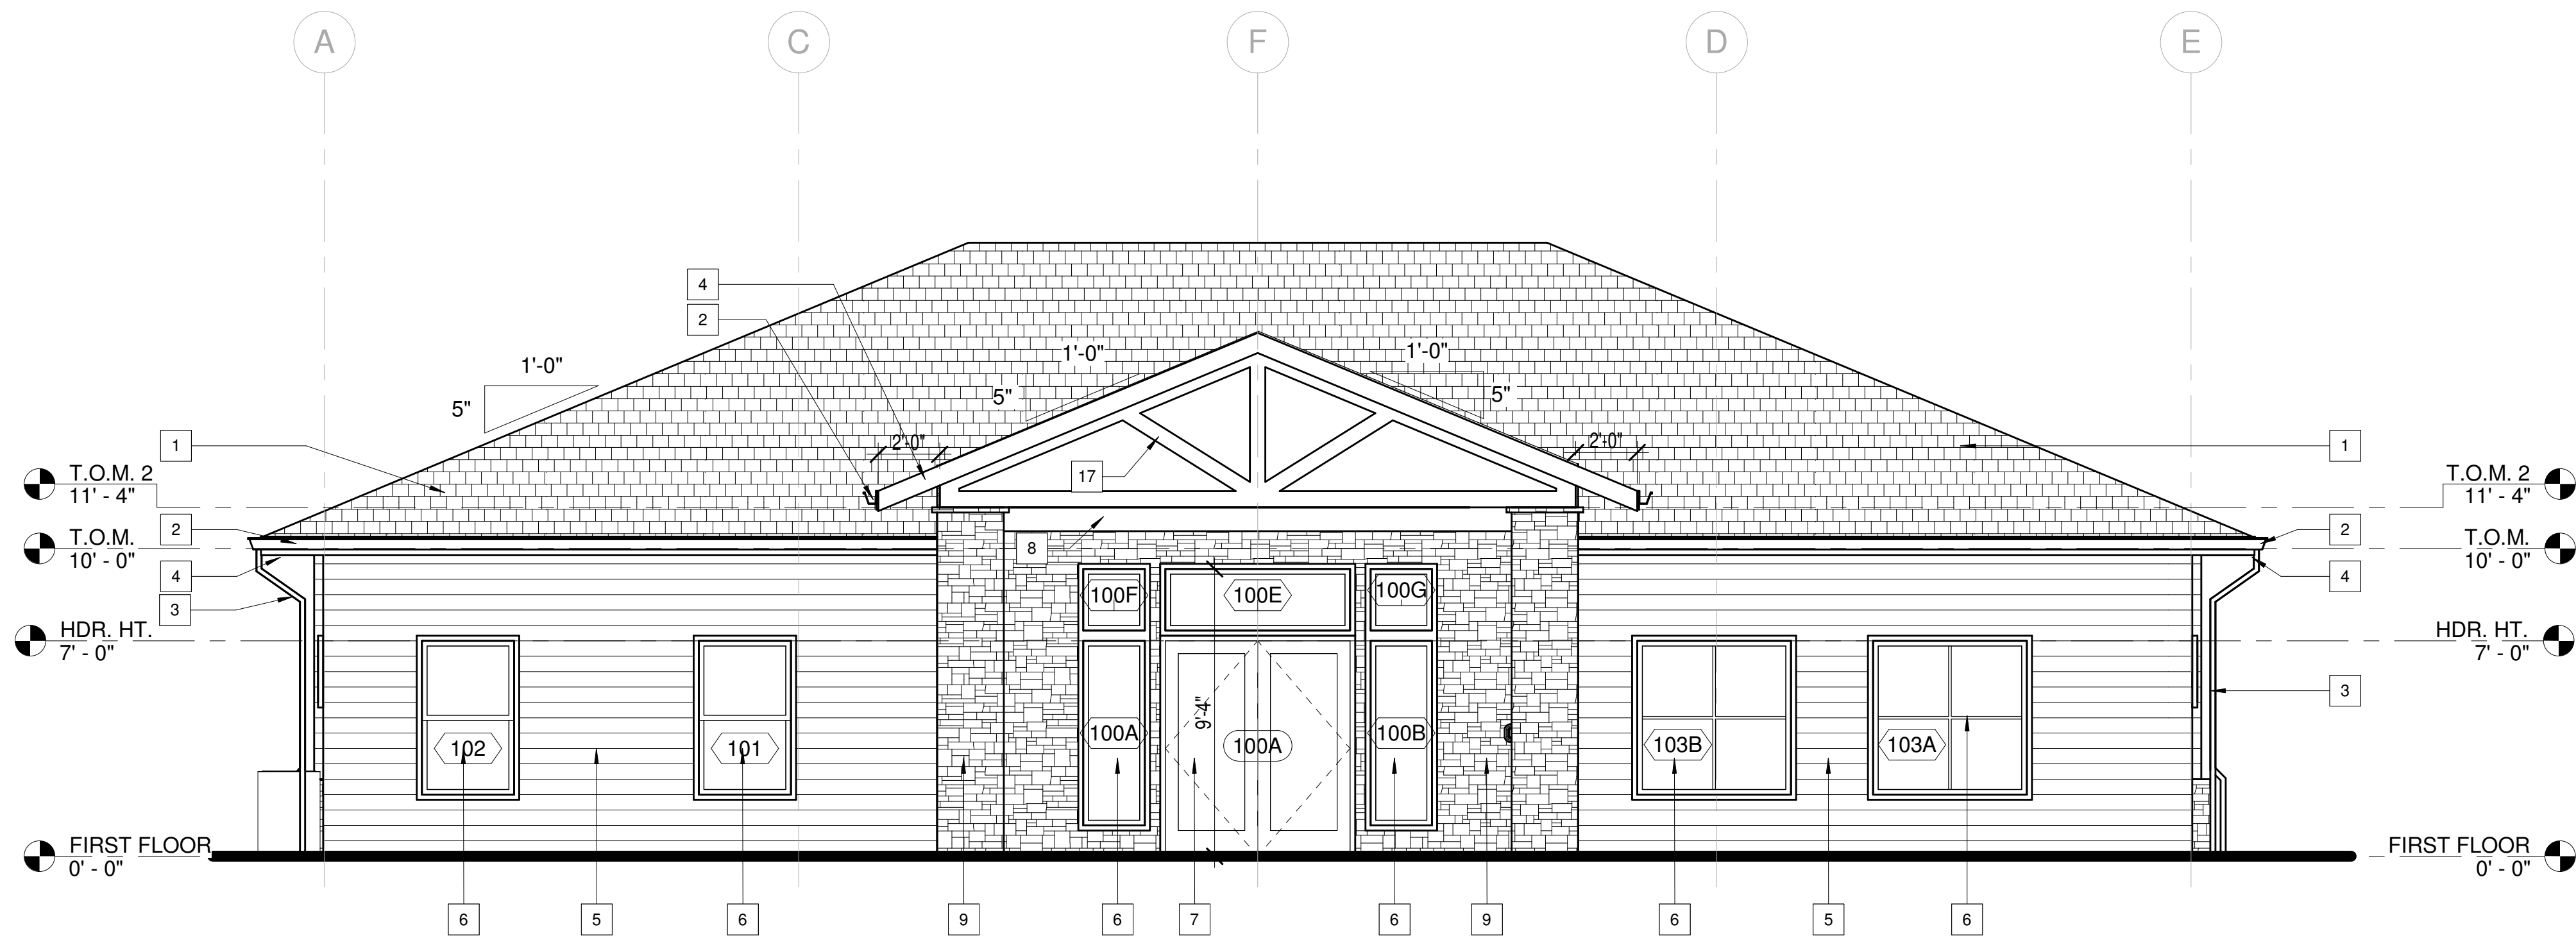 A
C
F
D
E
4
2
1'-0"
5"
1'-0"
5"
1'-0"
5"
1
1
2'-0"
2'-0"
17
T.O.M. 2
11' - 4"
T.O.M. 2
11' - 4"
2
2
T.O.M.
10' - 0"
T.O.M.
10' - 0"
8
4
4
3
100F
100E
100G
HDR. HT.
7' - 0"
HDR. HT.
7' - 0"
3
9'-4"
102
101
100A
100A
100B
103B
103A
FIRST FLOOR
0' - 0"
FIRST FLOOR
0' - 0"
6
5
6
9
6
7
6
9
6
5
6